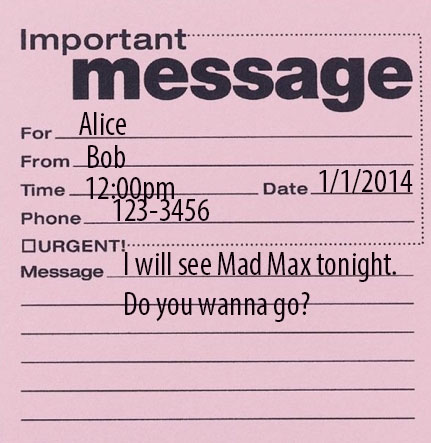 Important
message
For Alice
From Bob
Time 12:00pm Date 1/1/2014
Phone 123-3456
URGENT!
Message I will see Mad Max tonight.
Do you wanna go?